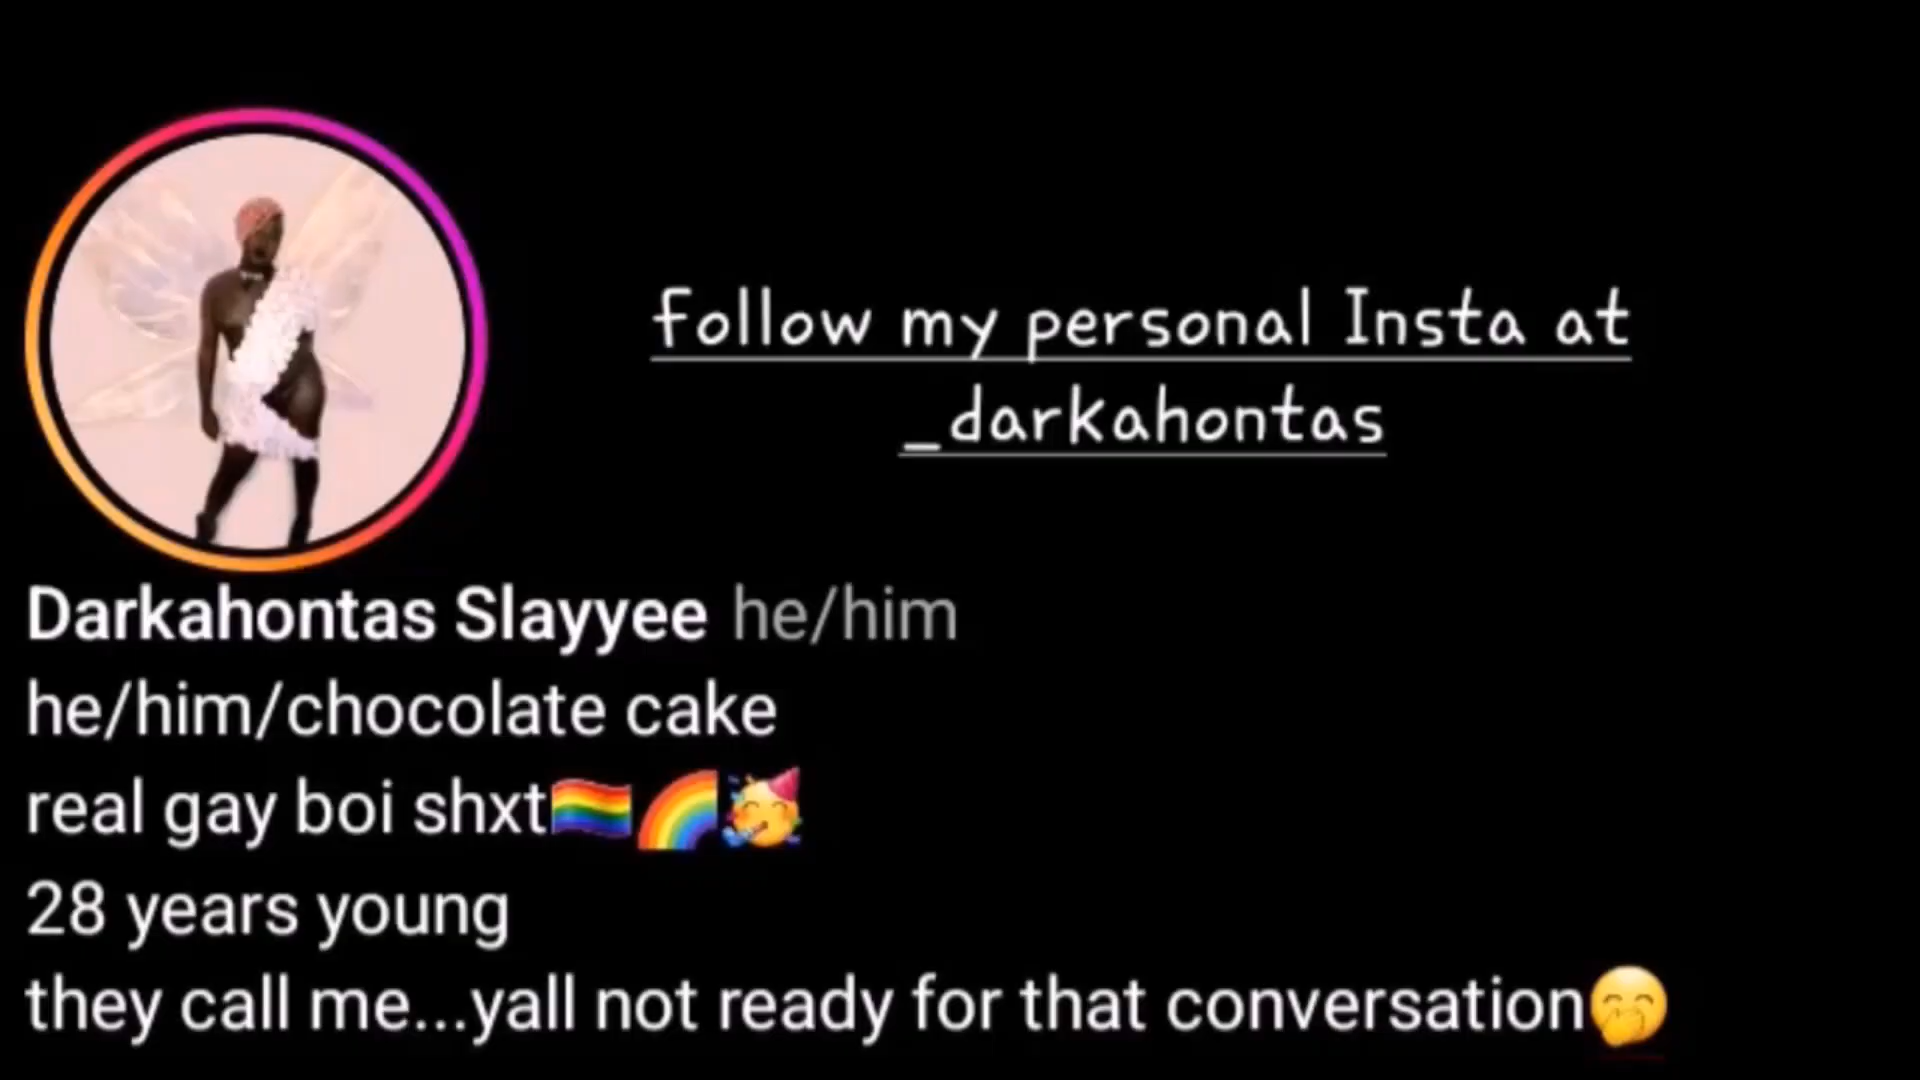 Follow my personal Insta at
_darkahontas
Darkahontas Slayyee he/him
he/him/chocolate cake
real gay boi shxt🏳️‍🌈🌈🥳
28 years young
they call me...yall not ready for that conversation🤭